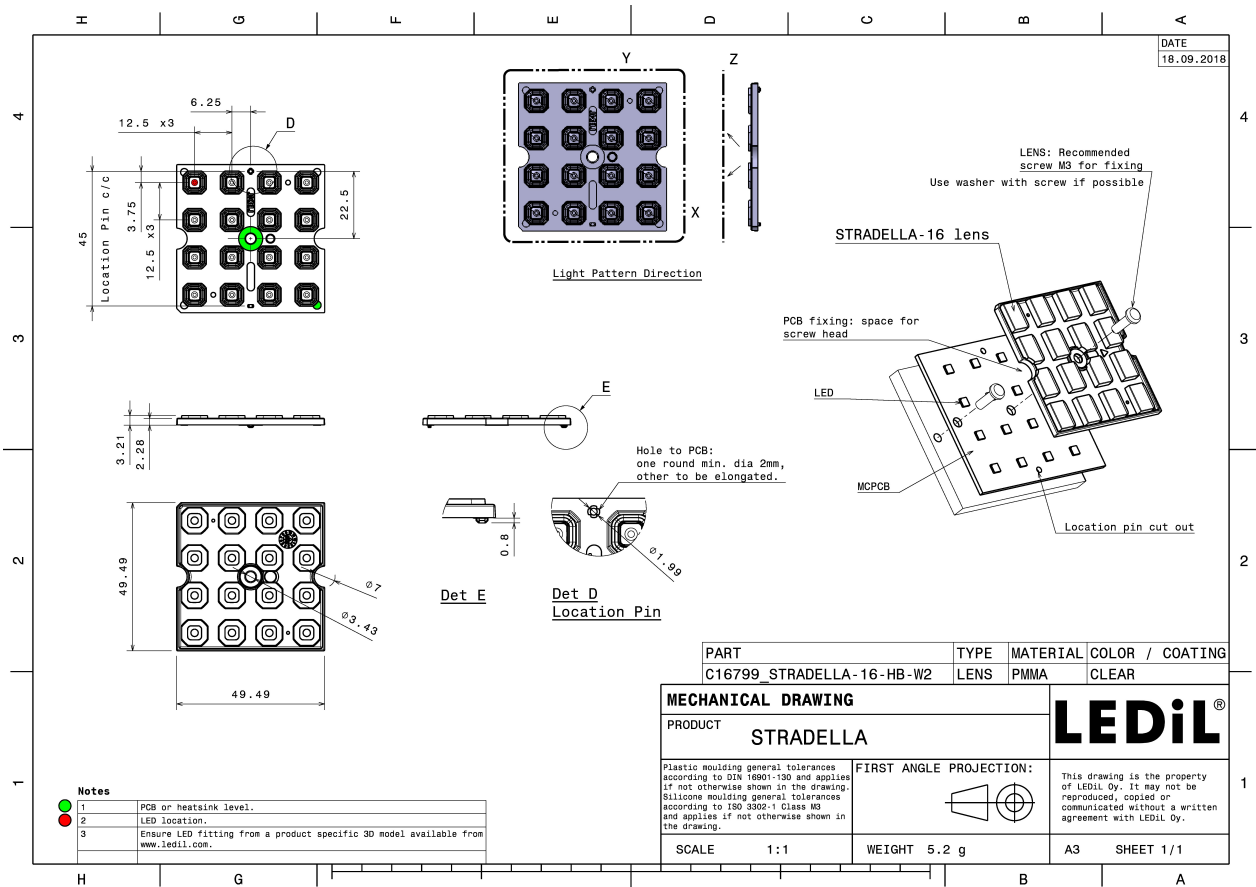 H G F E D C B A
DATE
18.09.2018
4
4
6.25
12.5 x3
D
Location Pin c/c
45
3.75
12.5 x3
22.5
Y
Z
X
Light Pattern Direction
LENS: Recommended
screw M3 for fixing
Use washer with screw if possible
STRADELLA-16 lens
PCB fixing: space for
screw head
LED
MCPCB
Location pin cut out
3
3
3.21
2.28
E
Hole to PCB:
one round min. dia 2mm,
other to be elongated.
0.8
Ø1.99
Det E
Det D
Location Pin
2
2
49.49
Ø7
Ø3.43
49.49
PART TYPE MATERIAL COLOR / COATING
C16799_STRADELLA-16-HB-W2 LENS PMMA CLEAR
MECHANICAL DRAWING
PRODUCT
STRADELLA
LEDiL®
Plastic moulding general tolerances
according to DIN 16901-130 and applies
if not otherwise shown in the drawing.
Silicone moulding general tolerances
according to ISO 3302-1 Class M3
and applies if not otherwise shown in
the drawing.
FIRST ANGLE PROJECTION:
This drawing is the property
of LEDiL Oy. It may not be
reproduced, copied or
communicated without a written
agreement with LEDiL Oy.
SCALE 1:1
WEIGHT 5.2 g
A3 SHEET 1/1
1
1
Notes
1 PCB or heatsink level.
2 LED location.
3 Ensure LED fitting from a product specific 3D model available from
www.ledil.com.
H G B A